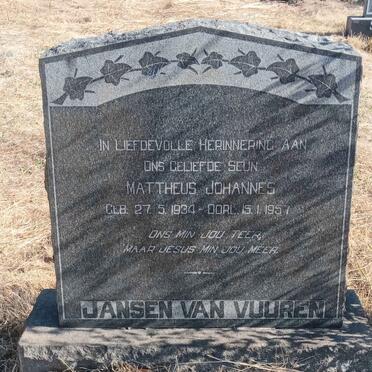 IN LIEFDEVOLLE HERINNERING AAN
ONS GELIEFDE SEUN
MATTHEUS JOHANNES
GEB. 27.5.1934 - OORL. 15.1.1957
ONS MIN JOU TEER,
MAAR JESUS MIN JOU MEER.
JANSEN VAN VUUREN